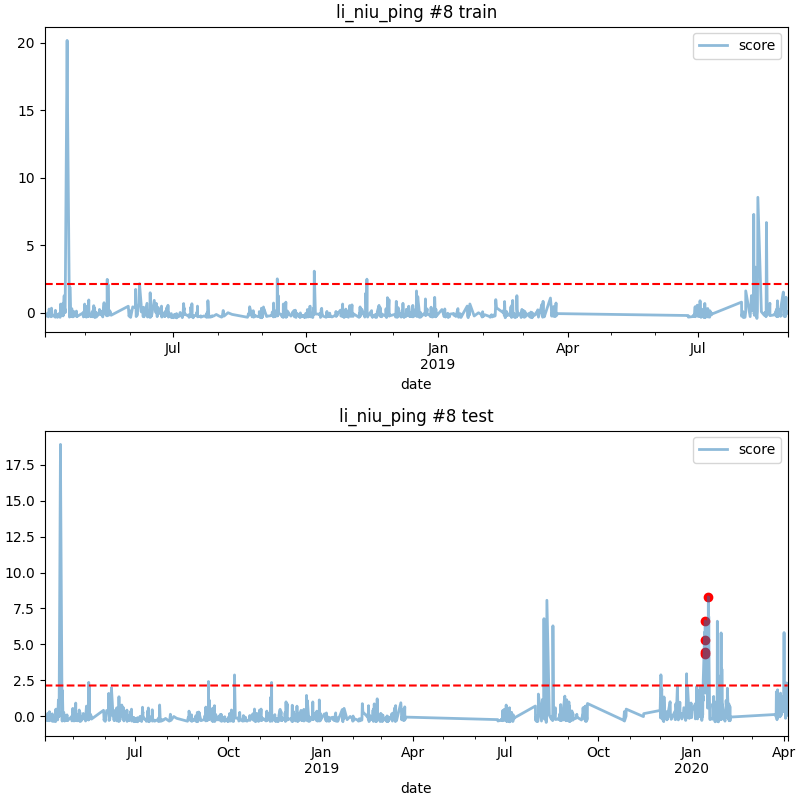 li_niu_ping #8 train
score
20
15
10
5
0
Jul
Oct
Jan
2019
Apr
Jul
date
li_niu_ping #8 test
score
17.5
15.0
12.5
10.0
7.5
5.0
2.5
0.0
Jul
Oct
Jan
2019
Apr
Jul
Oct
Jan
2020
Apr
date